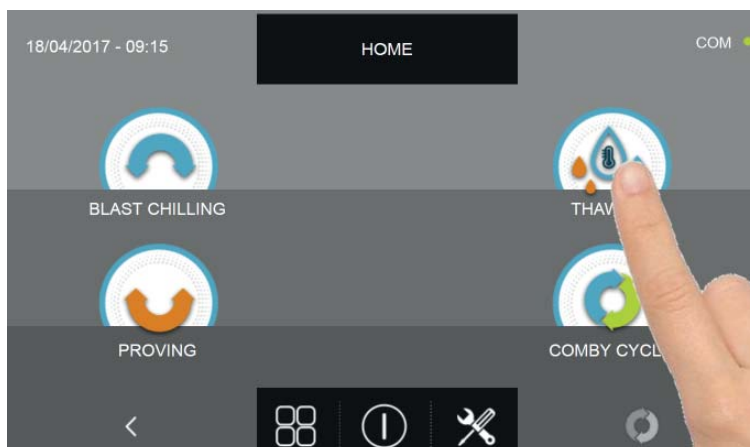 18/04/2017 - 09:15
HOME
COM
BLAST CHILLING
PROVING